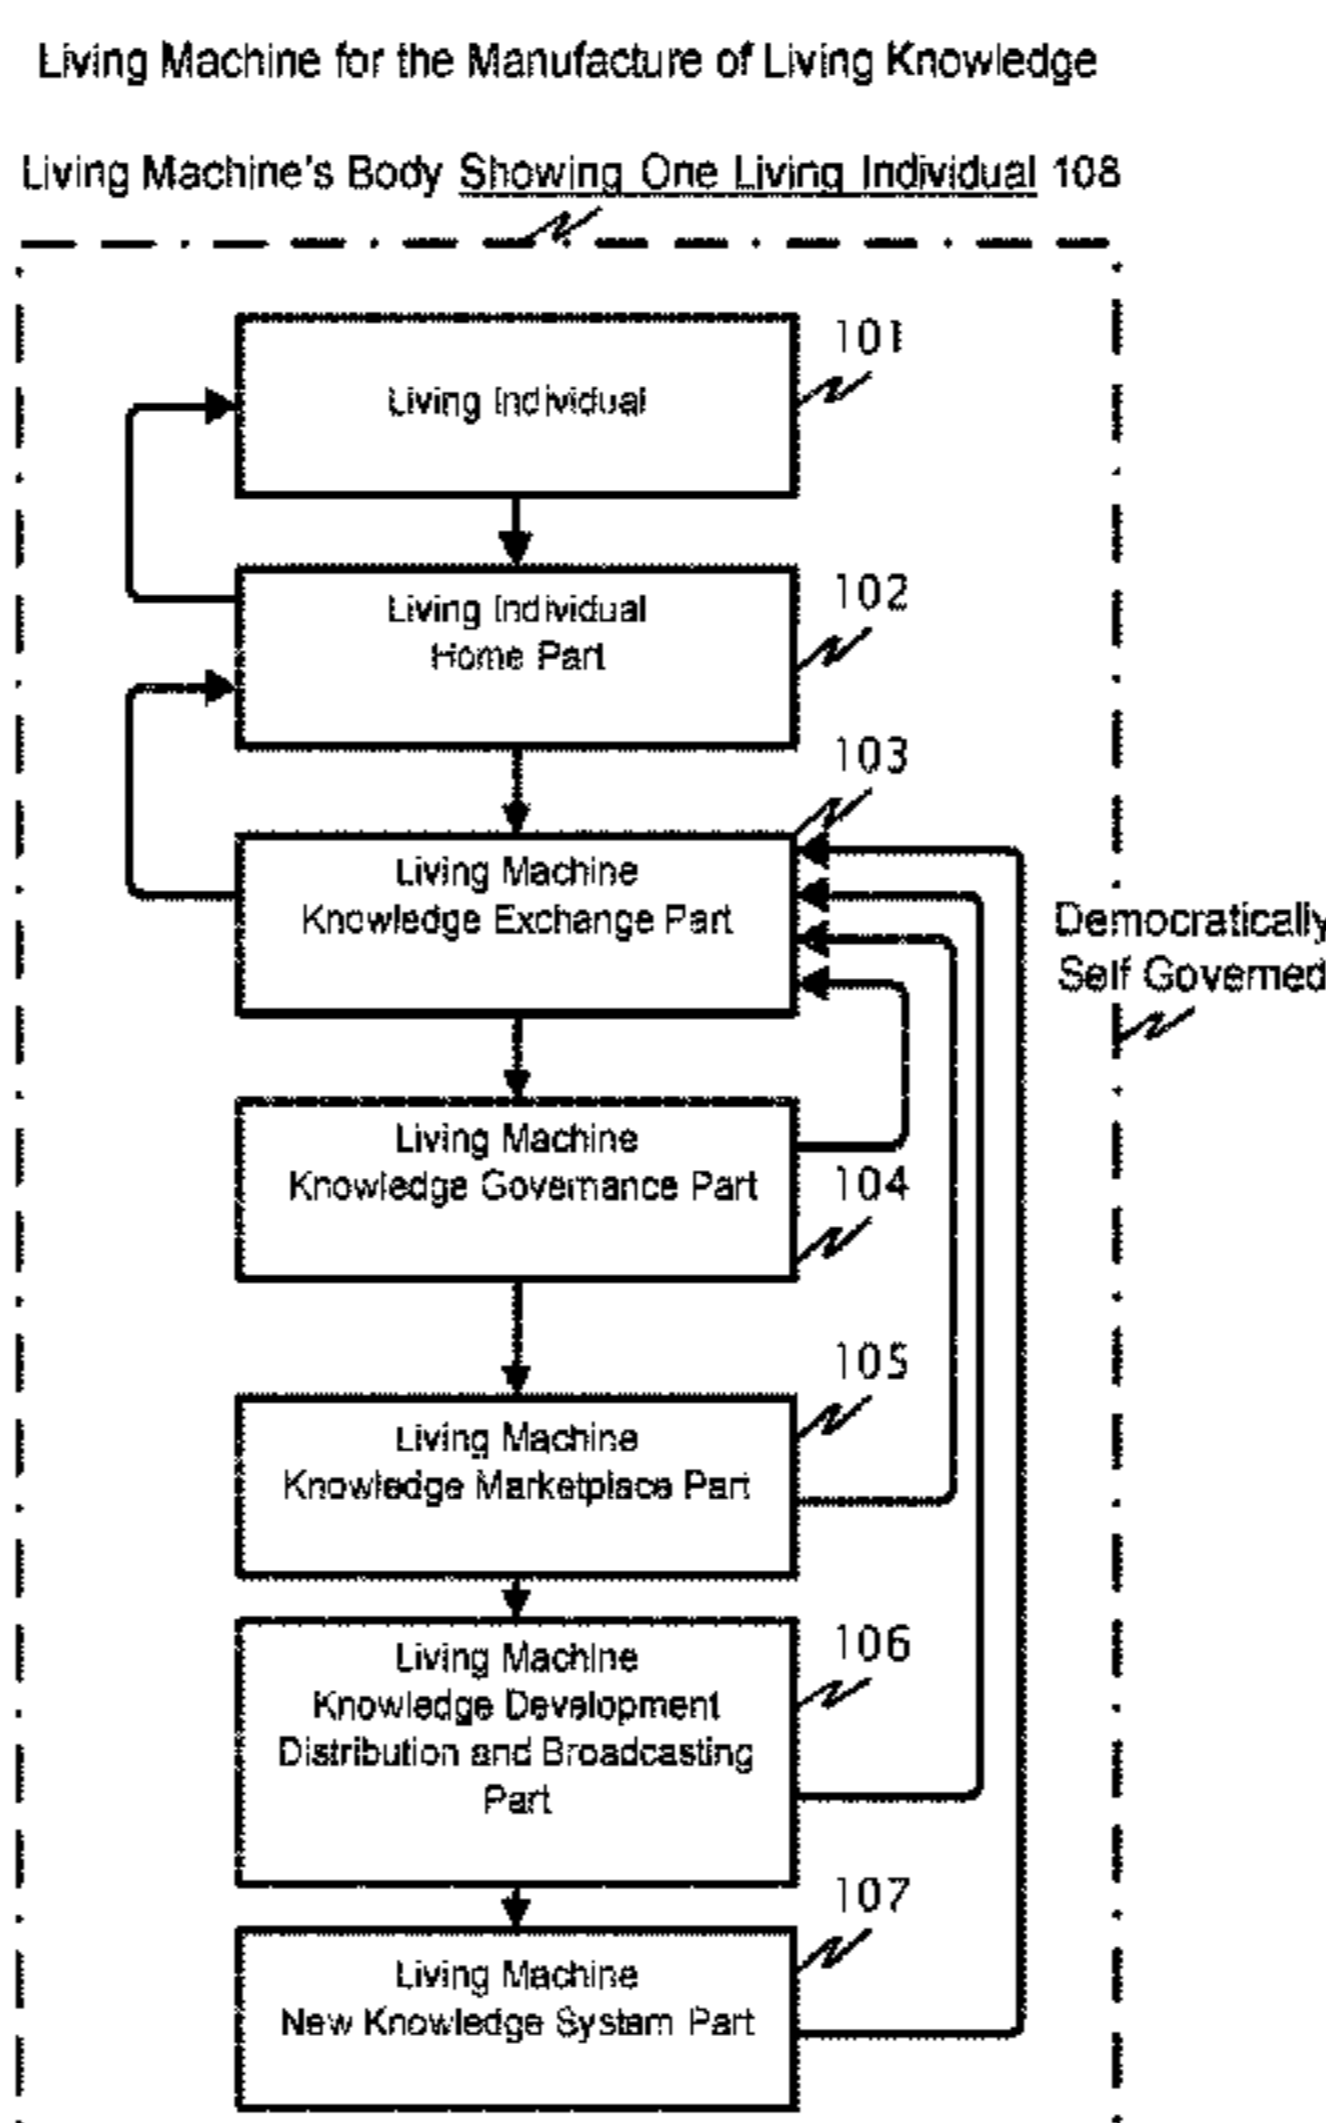 Living Machine for the Manufacture of Living Knowledge
Living Machine's Body Showing One Living Individual 108
101
Living Individual
102
Living Individual
Home Part
103
Living Machine
Knowledge Exchange Part
Democratically
Self Governed
Living Machine
Knowledge Governance Part
104
105
Living Machine
Knowledge Marketplace Part
106
Living Machine
Knowledge Development
Distribution and Broadcasting
Part
107
Living Machine
New Knowledge System Part